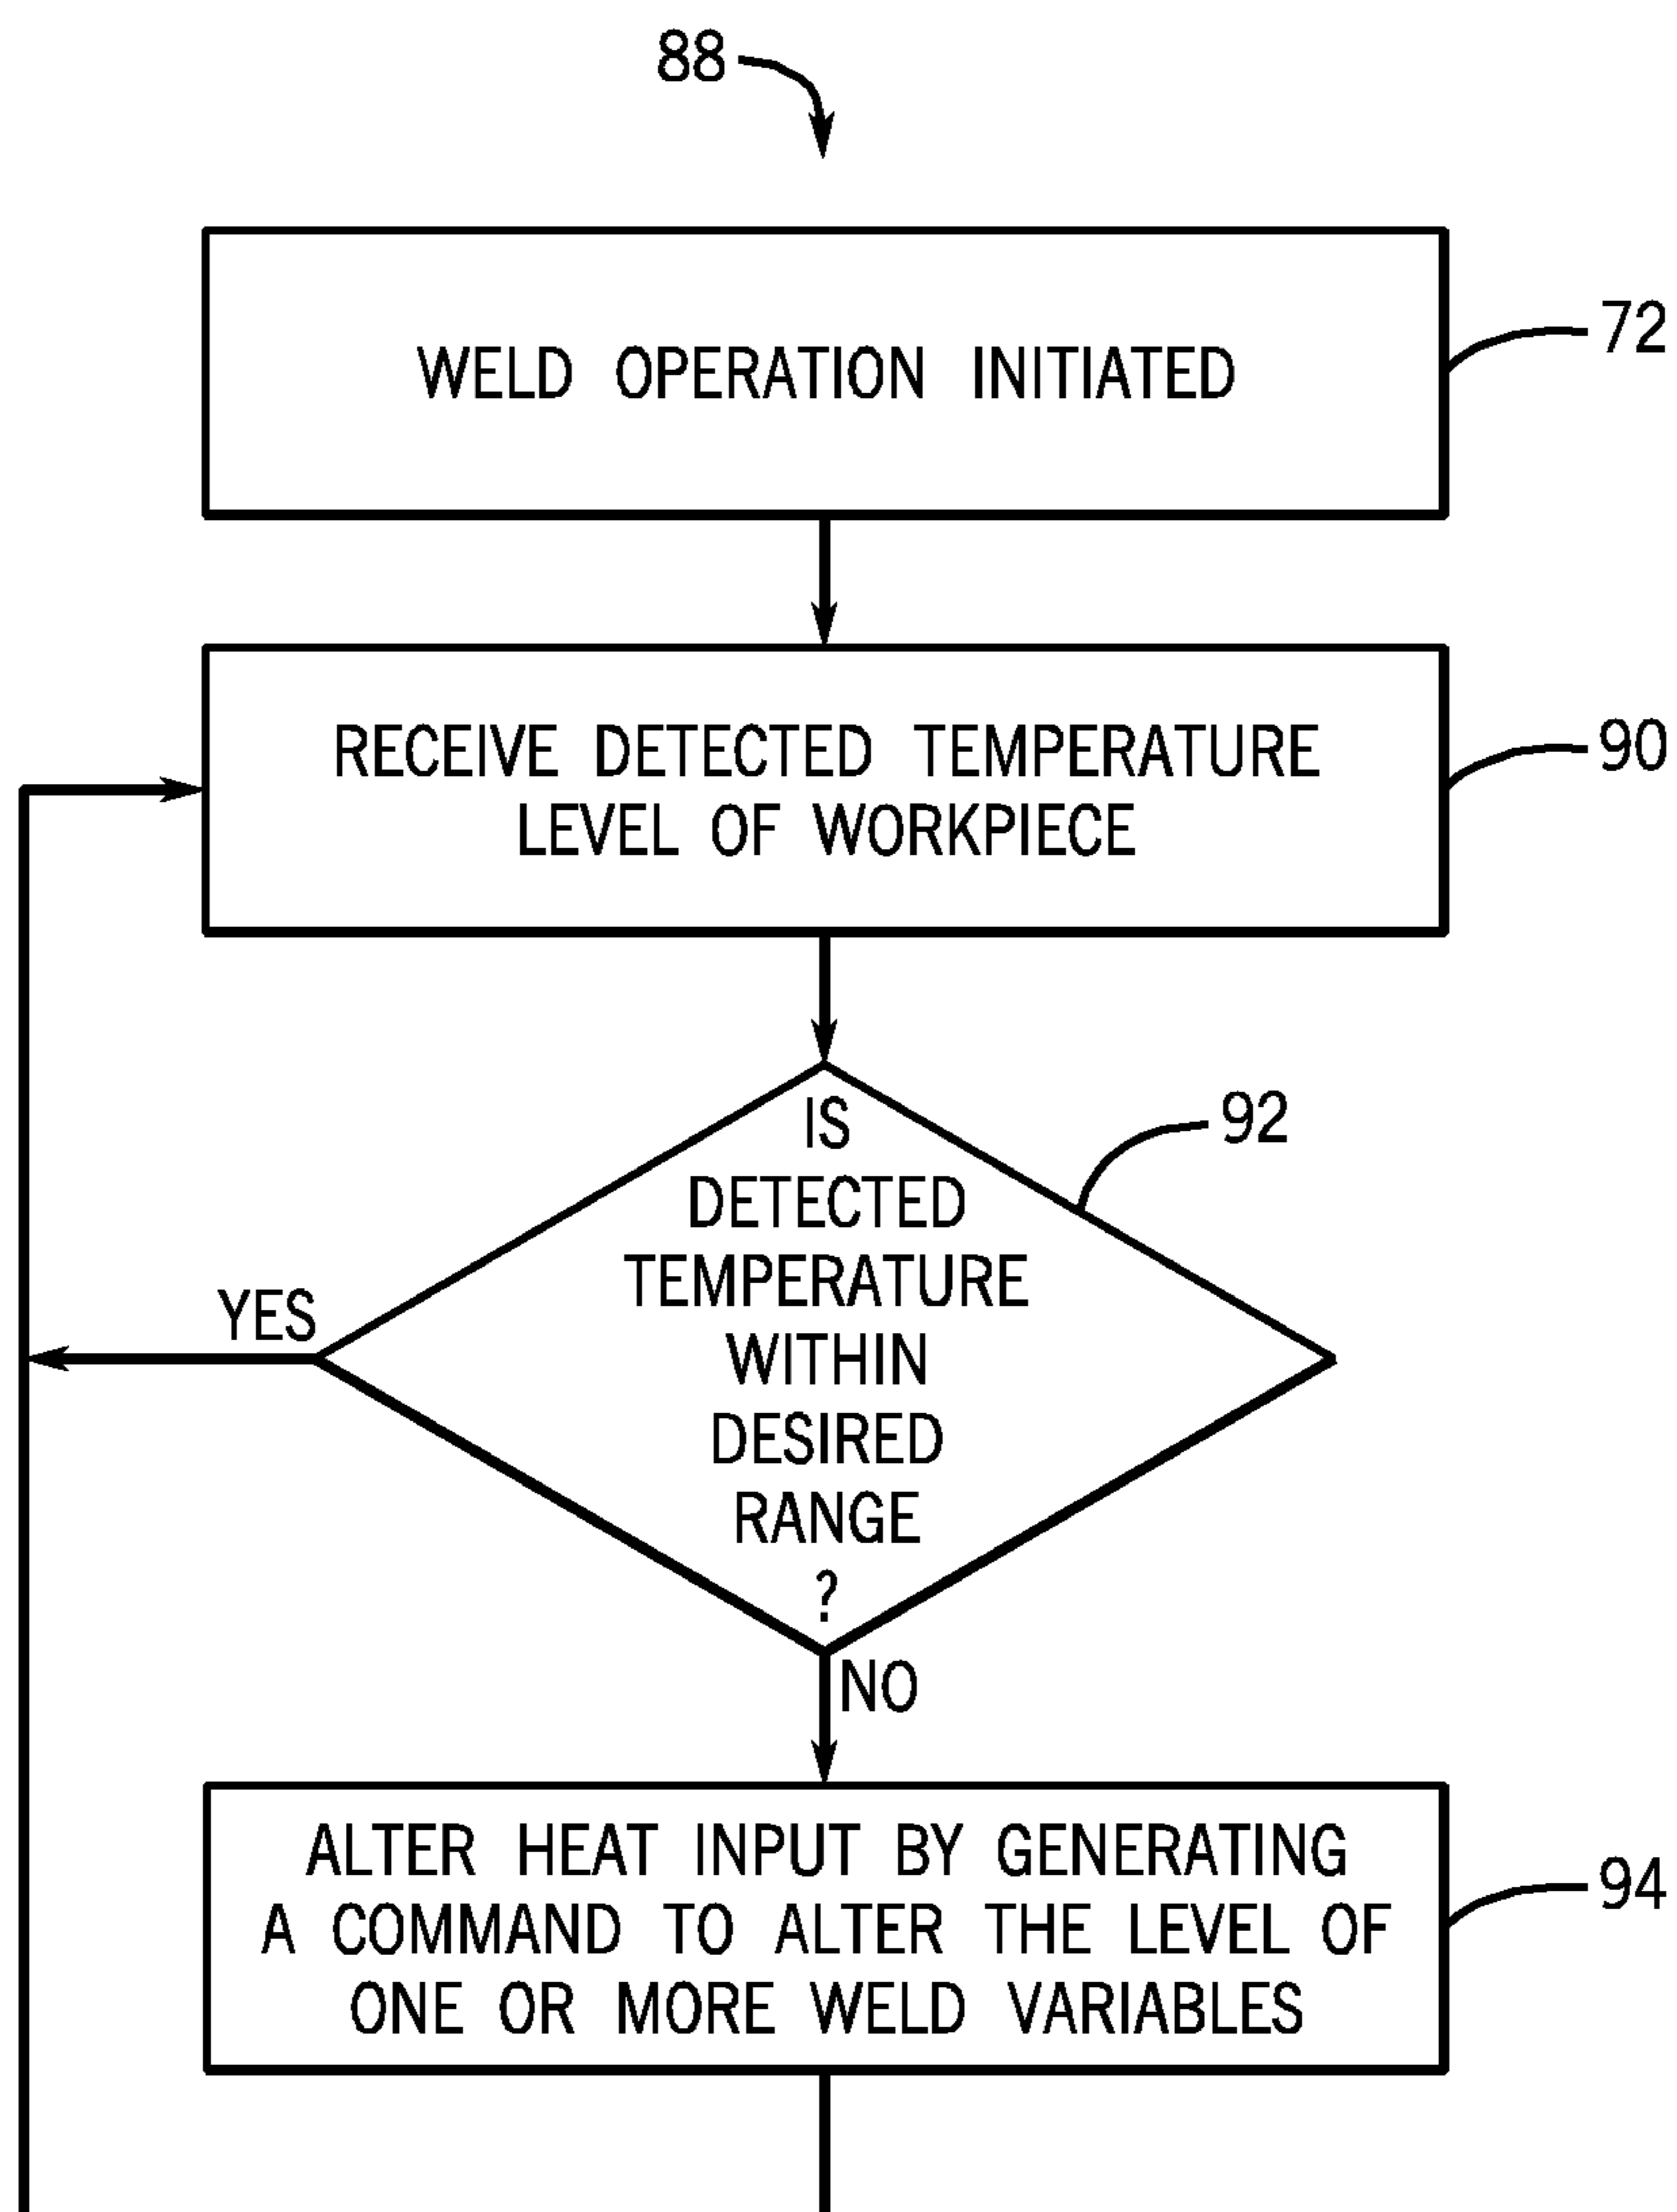 88
WELD OPERATION INITIATED
72
RECEIVE DETECTED TEMPERATURE
LEVEL OF WORKPIECE
90
IS
DETECTED
TEMPERATURE
WITHIN
DESIRED
RANGE
?
92
YES
NO
ALTER HEAT INPUT BY GENERATING
A COMMAND TO ALTER THE LEVEL OF
ONE OR MORE WELD VARIABLES
94